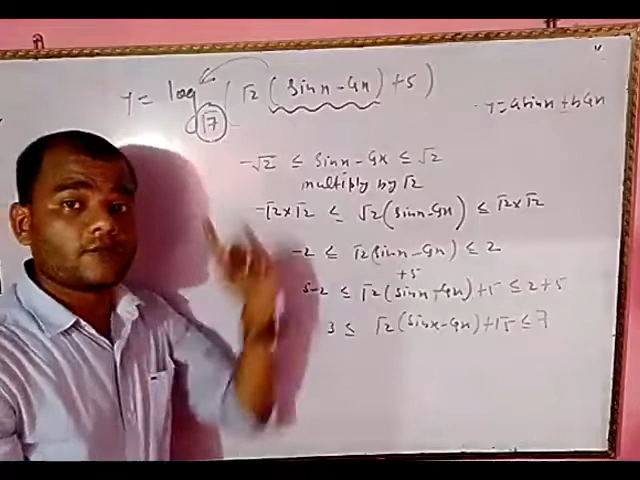 y = log√7 ( √2 ( sinx - Cosx ) + 5 )
y = a sinx ± b Cosx
-√2 ≤ sinx - Cosx ≤ √2
multiply by √2
-√2 x √2 ≤ √2 ( sinx - Cosx ) ≤ √2 x √2
-2 ≤ √2 ( sinx - Cosx ) ≤ 2
+5
5-2 ≤ √2 ( sinx - Cosx ) + 5 ≤ 2+5
3 ≤ √2 ( sinx - Cosx ) + 5 ≤ 7